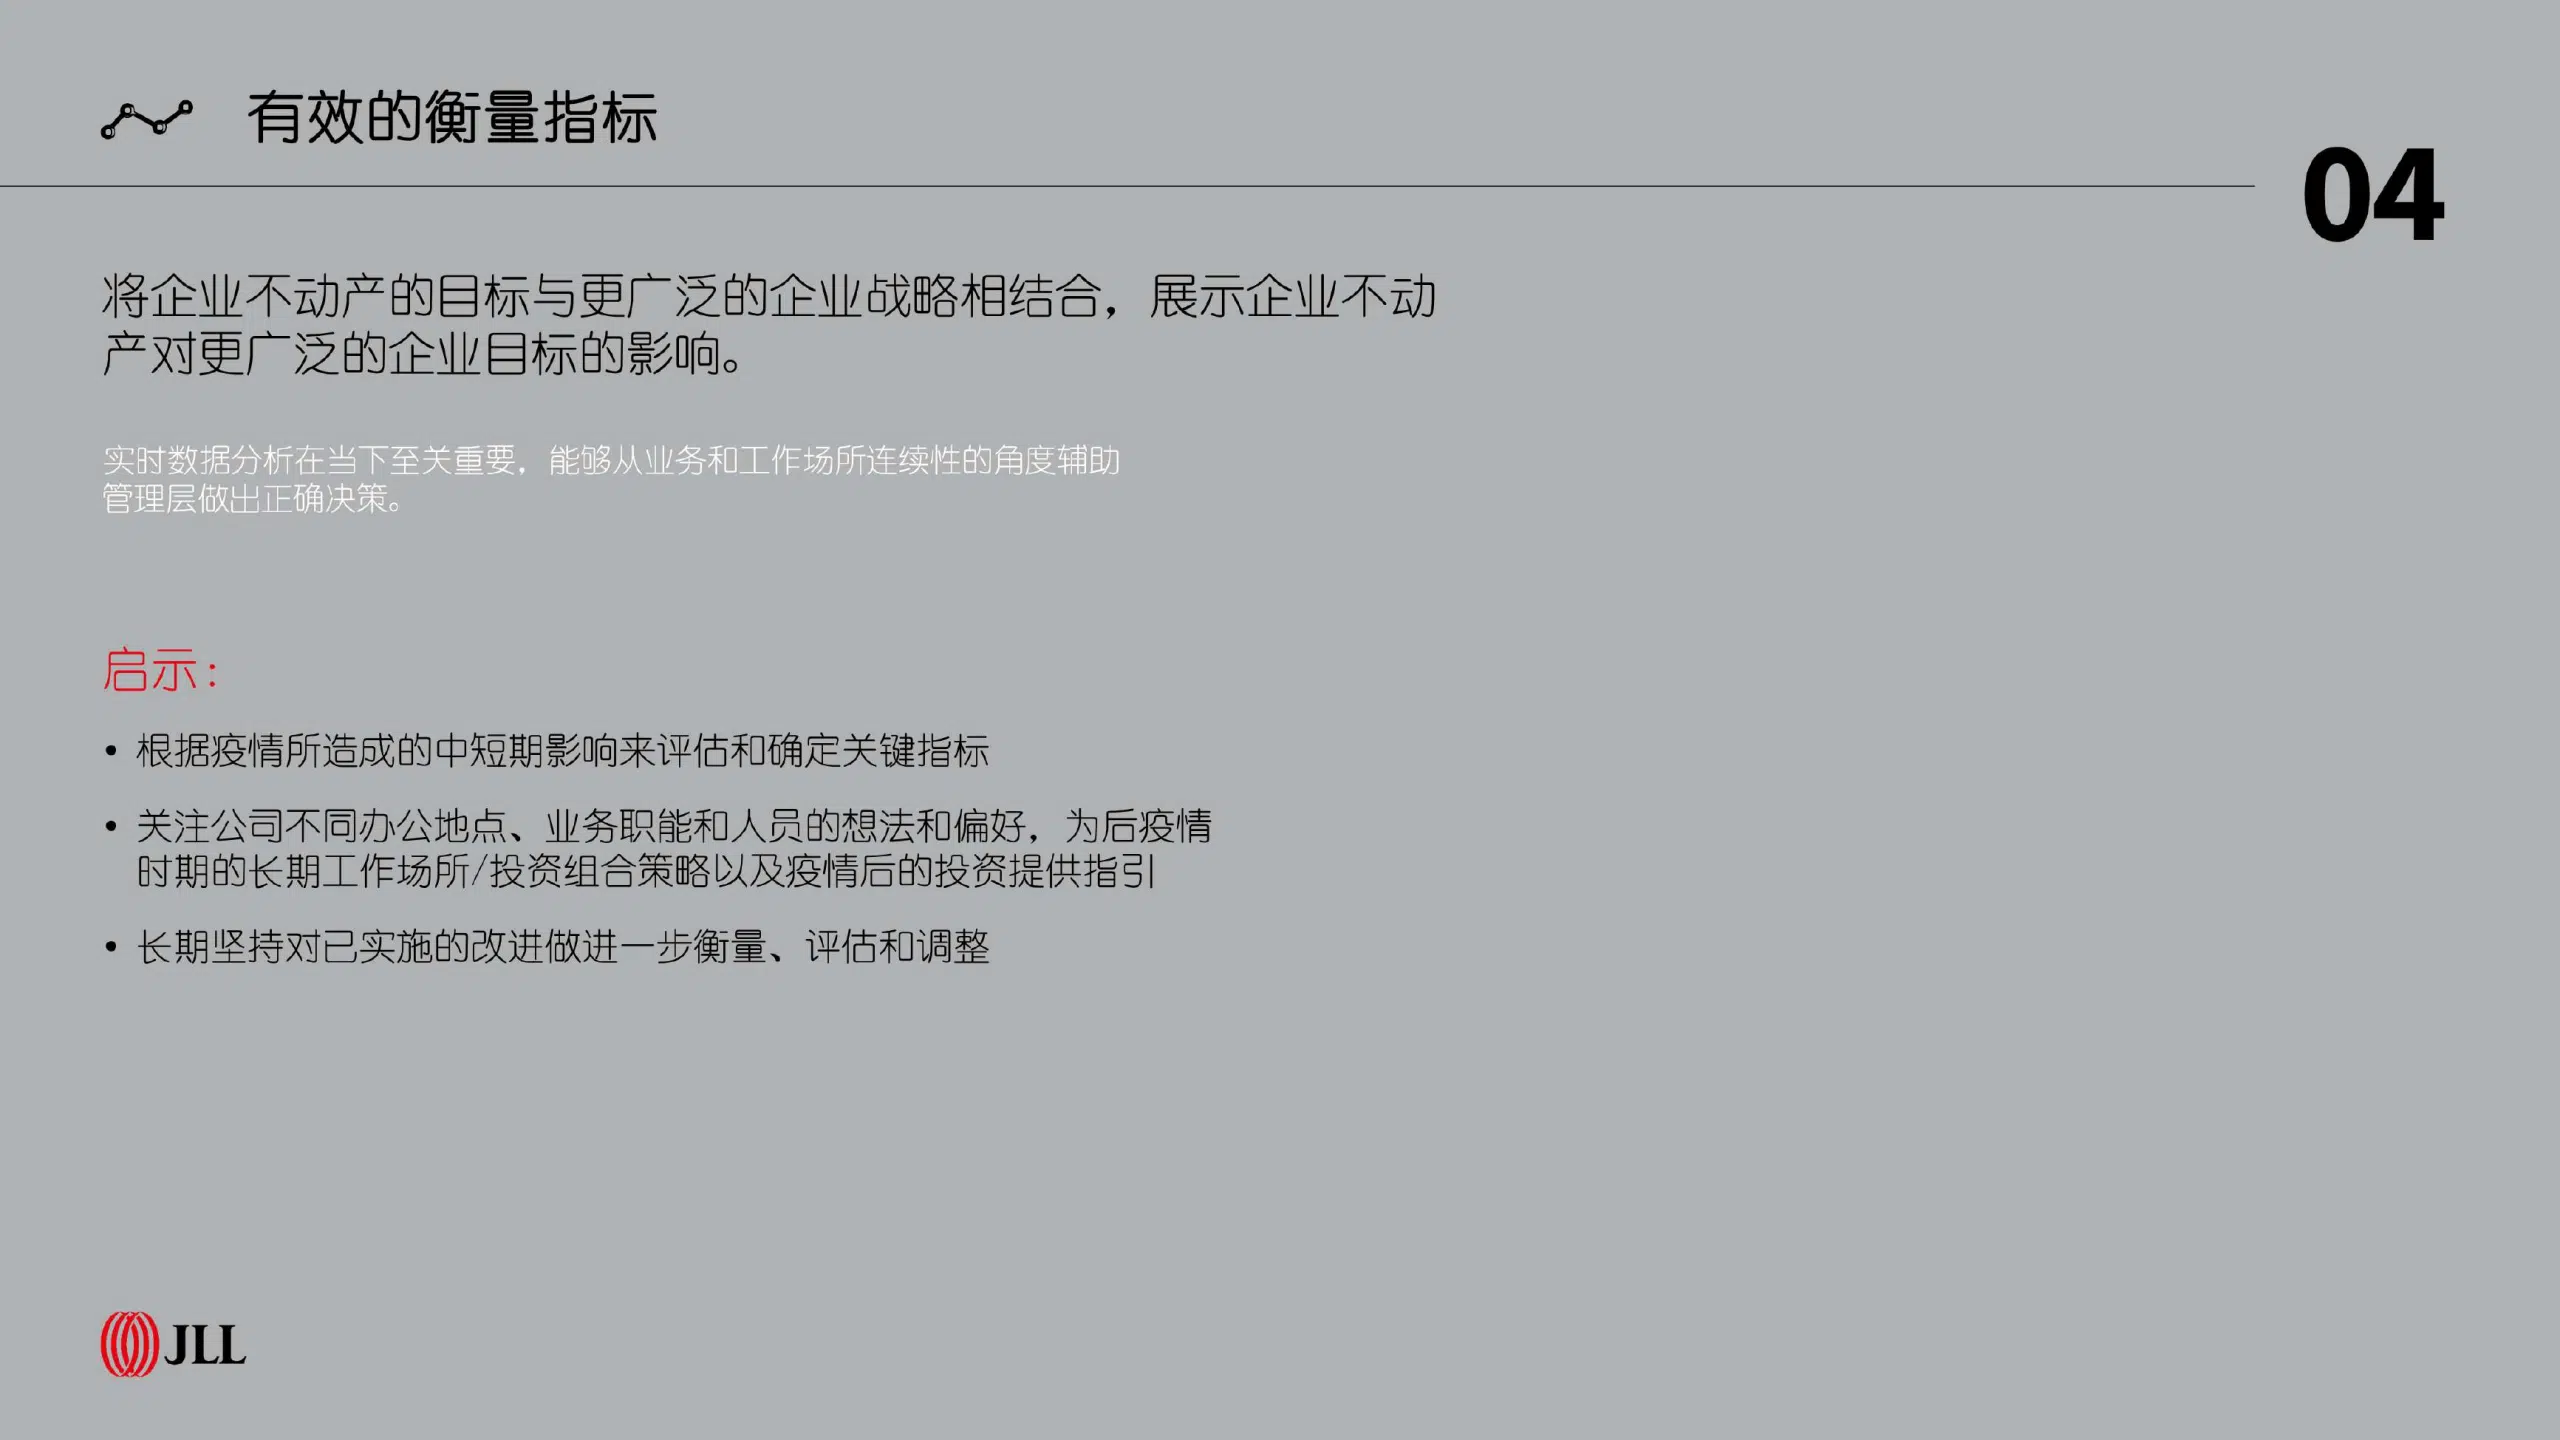 有效的衡量指标
04
将企业不动产的目标与更广泛的企业战略相结合，展示企业不动
产对更广泛的企业目标的影响。
实时数据分析在当下至关重要，能够从业务和工作场所连续性的角度辅助
管理层做出正确决策。
启示：
• 根据疫情所造成的中短期影响来评估和确定关键指标
• 关注公司不同办公地点、业务职能和人员的想法和偏好，为后疫情
时期的长期工作场所/投资组合策略以及疫情后的投资提供指引
• 长期坚持对已实施的改进做进一步衡量、评估和调整
JLL